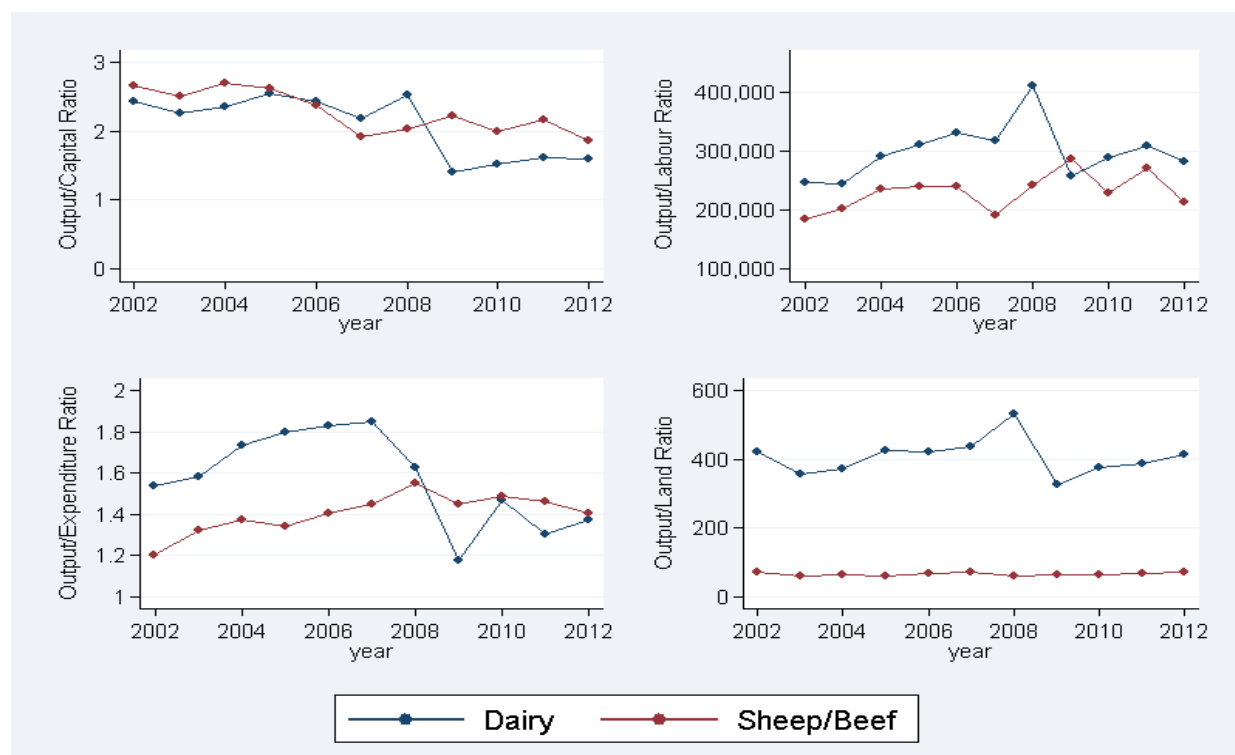 Output/Capital Ratio
3
2
1
0
2002 2004 2006 2008 2010 2012
year
Output/Labour Ratio
400,000
300,000
200,000
100,000
2002 2004 2006 2008 2010 2012
year
Output/Expenditure Ratio
2
1.8
1.6
1.4
1.2
1
2002 2004 2006 2008 2010 2012
year
Output/Land Ratio
600
400
200
0
2002 2004 2006 2008 2010 2012
year
Dairy Sheep/Beef